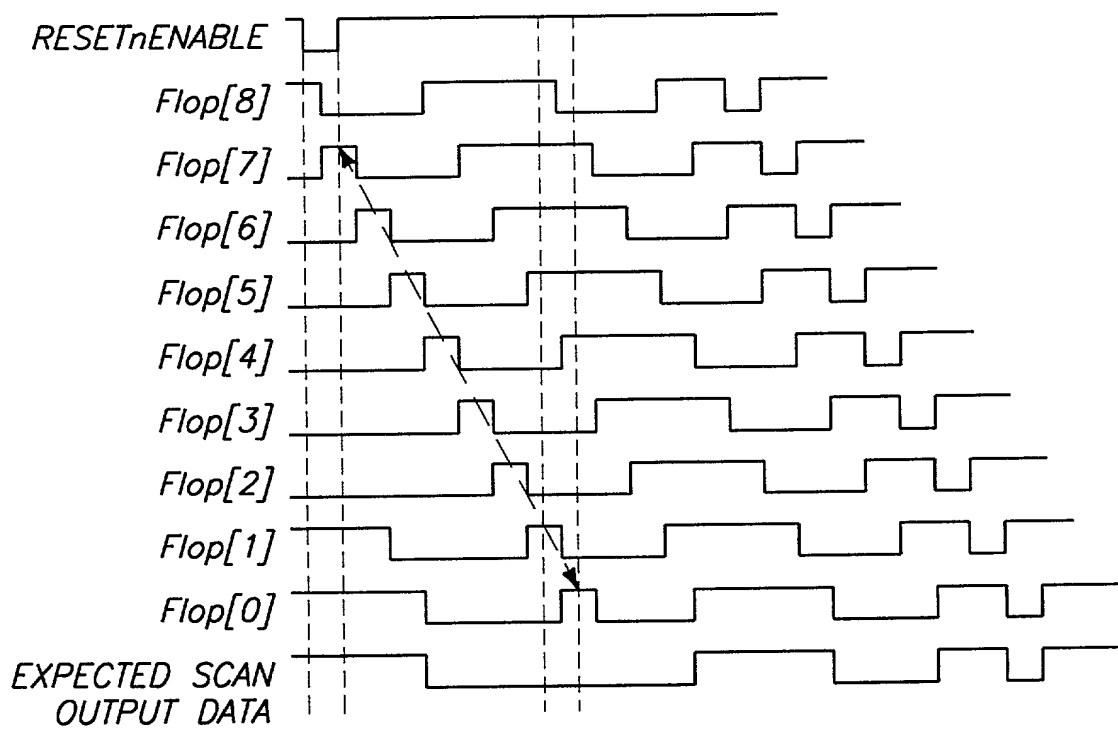 RESETnENABLE
Flop[8]
Flop[7]
Flop[6]
Flop[5]
Flop[4]
Flop[3]
Flop[2]
Flop[1]
Flop[0]
EXPECTED SCAN
OUTPUT DATA